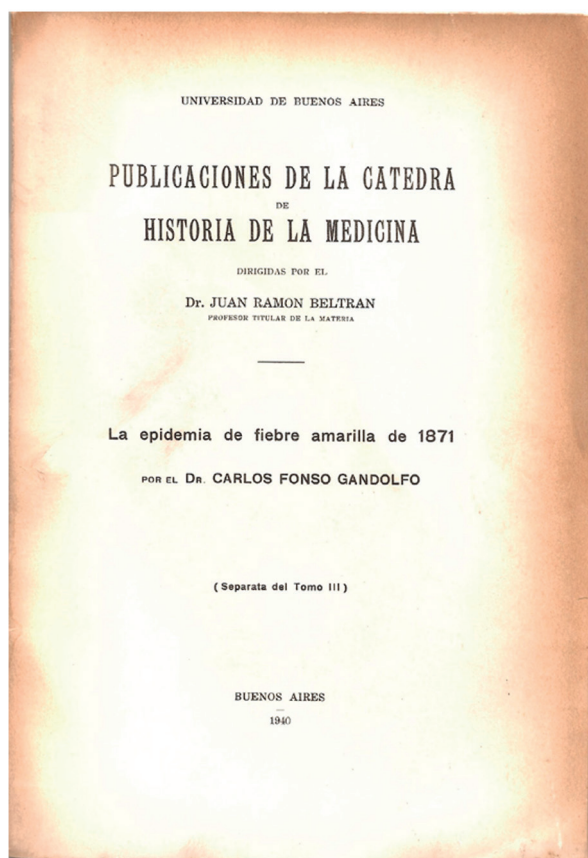 UNIVERSIDAD DE BUENOS AIRES
PUBLICACIONES DE LA CATEDRA
DE
HISTORIA DE LA MEDICINA
DIRIGIDAS POR EL
Dr. JUAN RAMON BELTRAN
PROFESOR TITULAR DE LA MATERIA
La epidemia de fiebre amarilla de 1871
POR EL DR. CARLOS FONSO GANDOLFO
(Separata del Tomo III)
BUENOS AIRES
1940